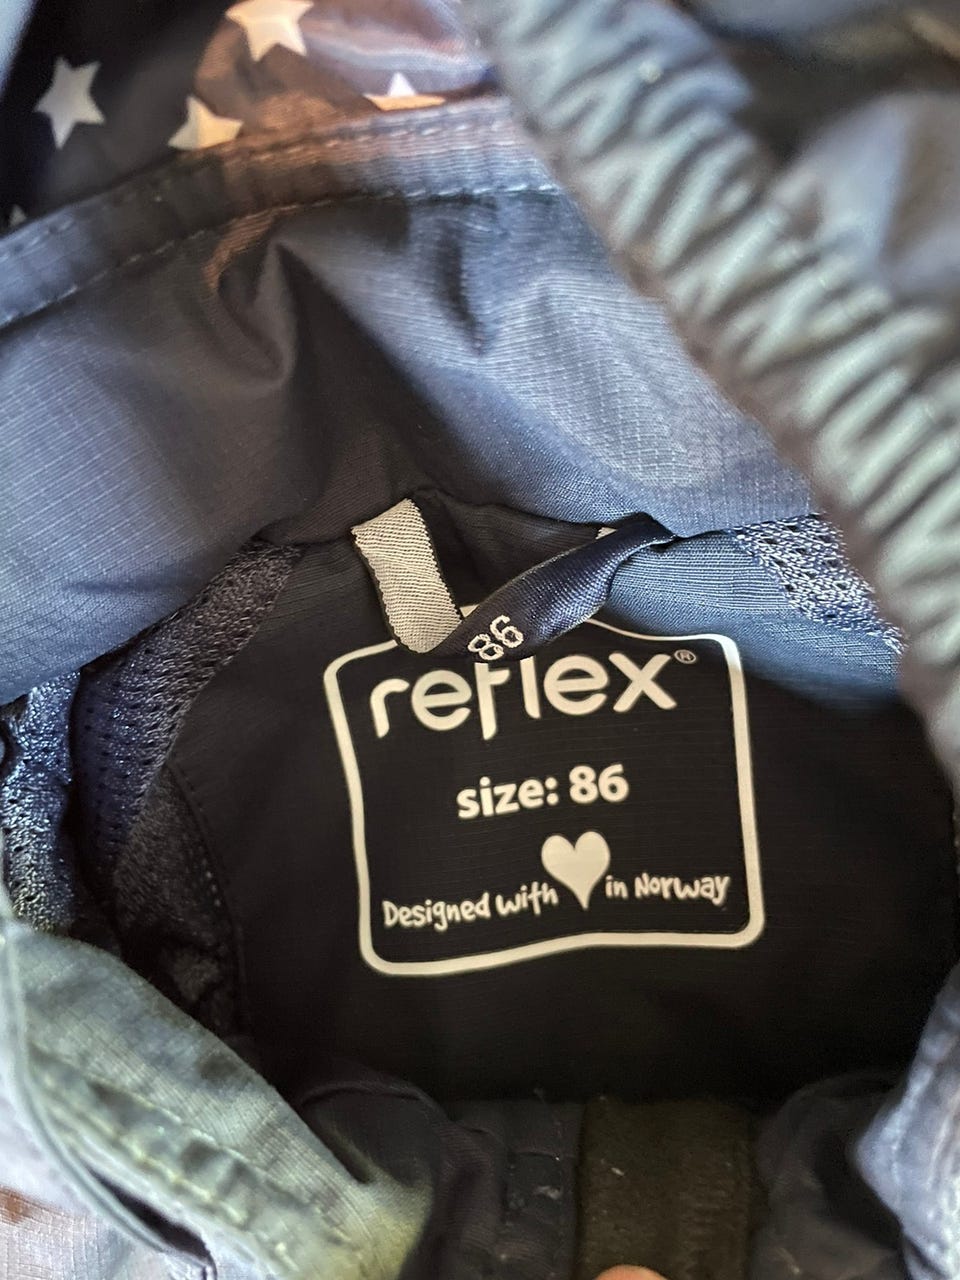 86
reflex®
size: 86
Designed with ♥ in Norway